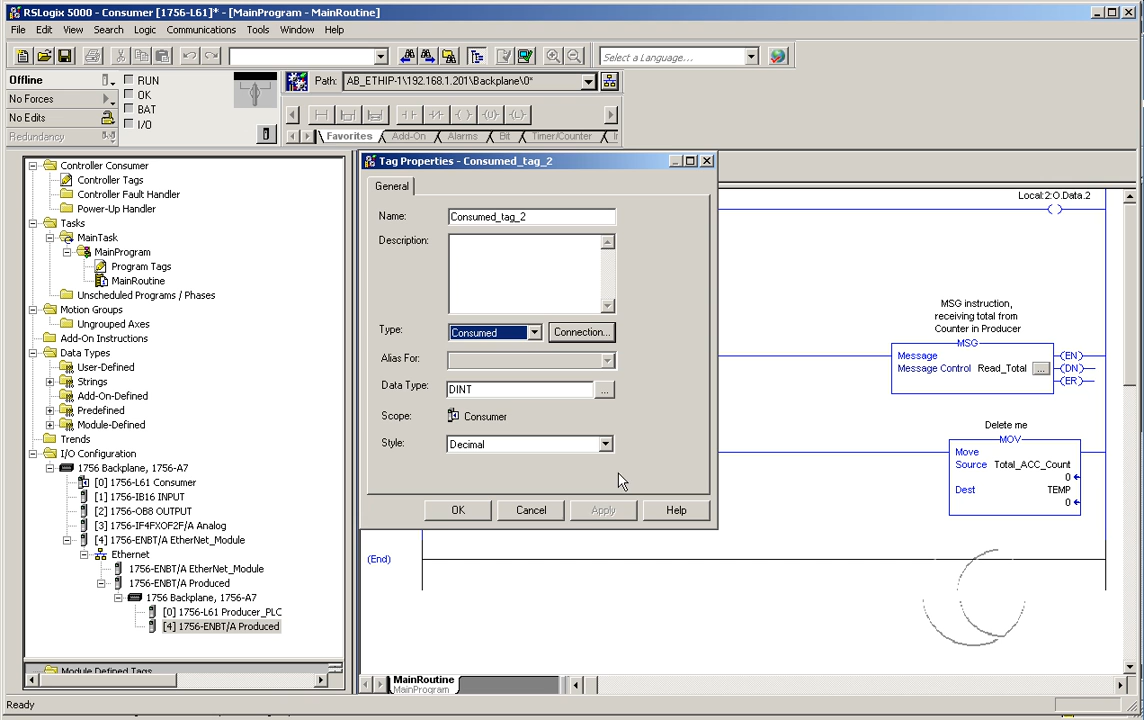 RSLogix 5000 - Consumer [1756-L61]* - [MainProgram - MainRoutine]
File Edit View Search Logic Communications Tools Window Help
Select a Language...
Offline
RUN
No Forces
OK
No Edits
BAT
Redundancy
I/O
Path: AB_ETHIP-1\192.168.1.201\Backplane\0*
Favorites Add-On Alarms Bit Timer/Counter
Controller Consumer
Controller Tags
Controller Fault Handler
Power-Up Handler
Tasks
MainTask
MainProgram
Program Tags
MainRoutine
Unscheduled Programs / Phases
Motion Groups
Ungrouped Axes
Add-On Instructions
Data Types
User-Defined
Strings
Add-On-Defined
Predefined
Module-Defined
Trends
I/O Configuration
1756 Backplane, 1756-A7
[0] 1756-L61 Consumer
[1] 1756-IB16 INPUT
[2] 1756-OB8 OUTPUT
[3] 1756-IF4FXOF2F/A Analog
[4] 1756-ENBT/A EtherNet_Module
Ethernet
1756-ENBT/A EtherNet_Module
1756-ENBT/A Produced
1756 Backplane, 1756-A7
[0] 1756-L61 Producer_PLC
[4] 1756-ENBT/A Produced
Module Defined Tags
Tag Properties - Consumed_tag_2
General
Name: Consumed_tag_2
Description:
Type: Consumed Connection...
Alias For:
Data Type: DINT ...
Scope: Consumer
Style: Decimal
OK Cancel Apply Help
Local:2:O.Data.2
MSG instruction,
receiving total from
Counter in Producer
MSG
Message
Message Control Read_Total ...
EN
DN
ER
Delete me
MOV
Move
Source Total_ACC_Count
0
Dest TEMP
0
(End)
MainRoutine
MainProgram
Ready